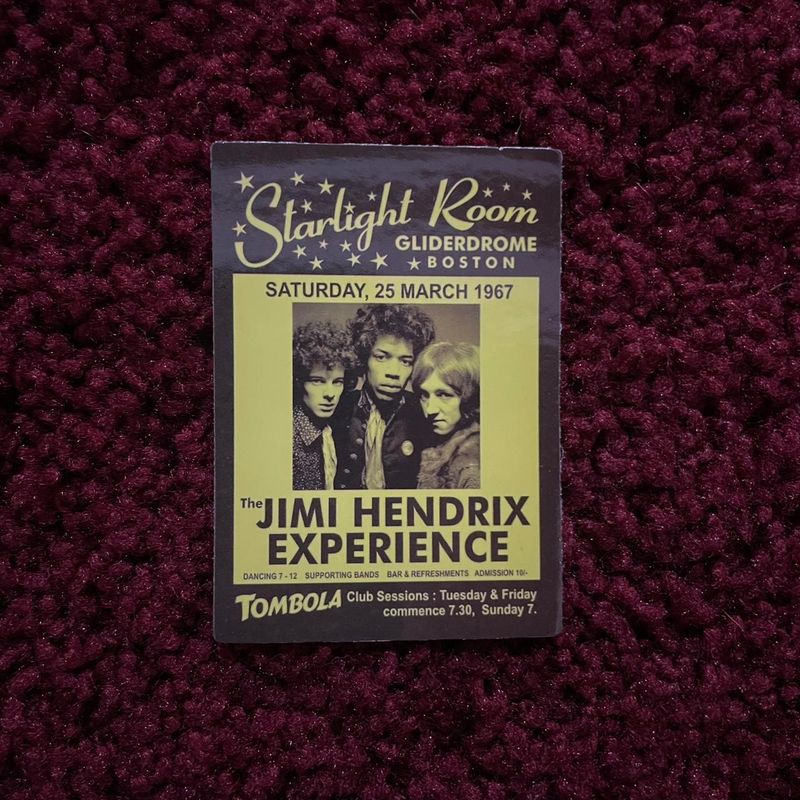 Starlight Room
GLIDERDROME
BOSTON
SATURDAY, 25 MARCH 1967
The JIMI HENDRIX
EXPERIENCE
DANCING 7 - 12 SUPPORTING BANDS BAR & REFRESHMENTS ADMISSION 10/-
TOMBOLA Club Sessions : Tuesday & Friday
commence 7.30, Sunday 7.